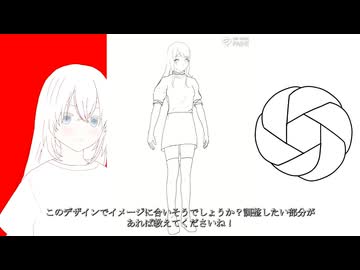 このデザインでイメージに合いそうでしょうか?調整したい部分が
あれば教えてくださいね!